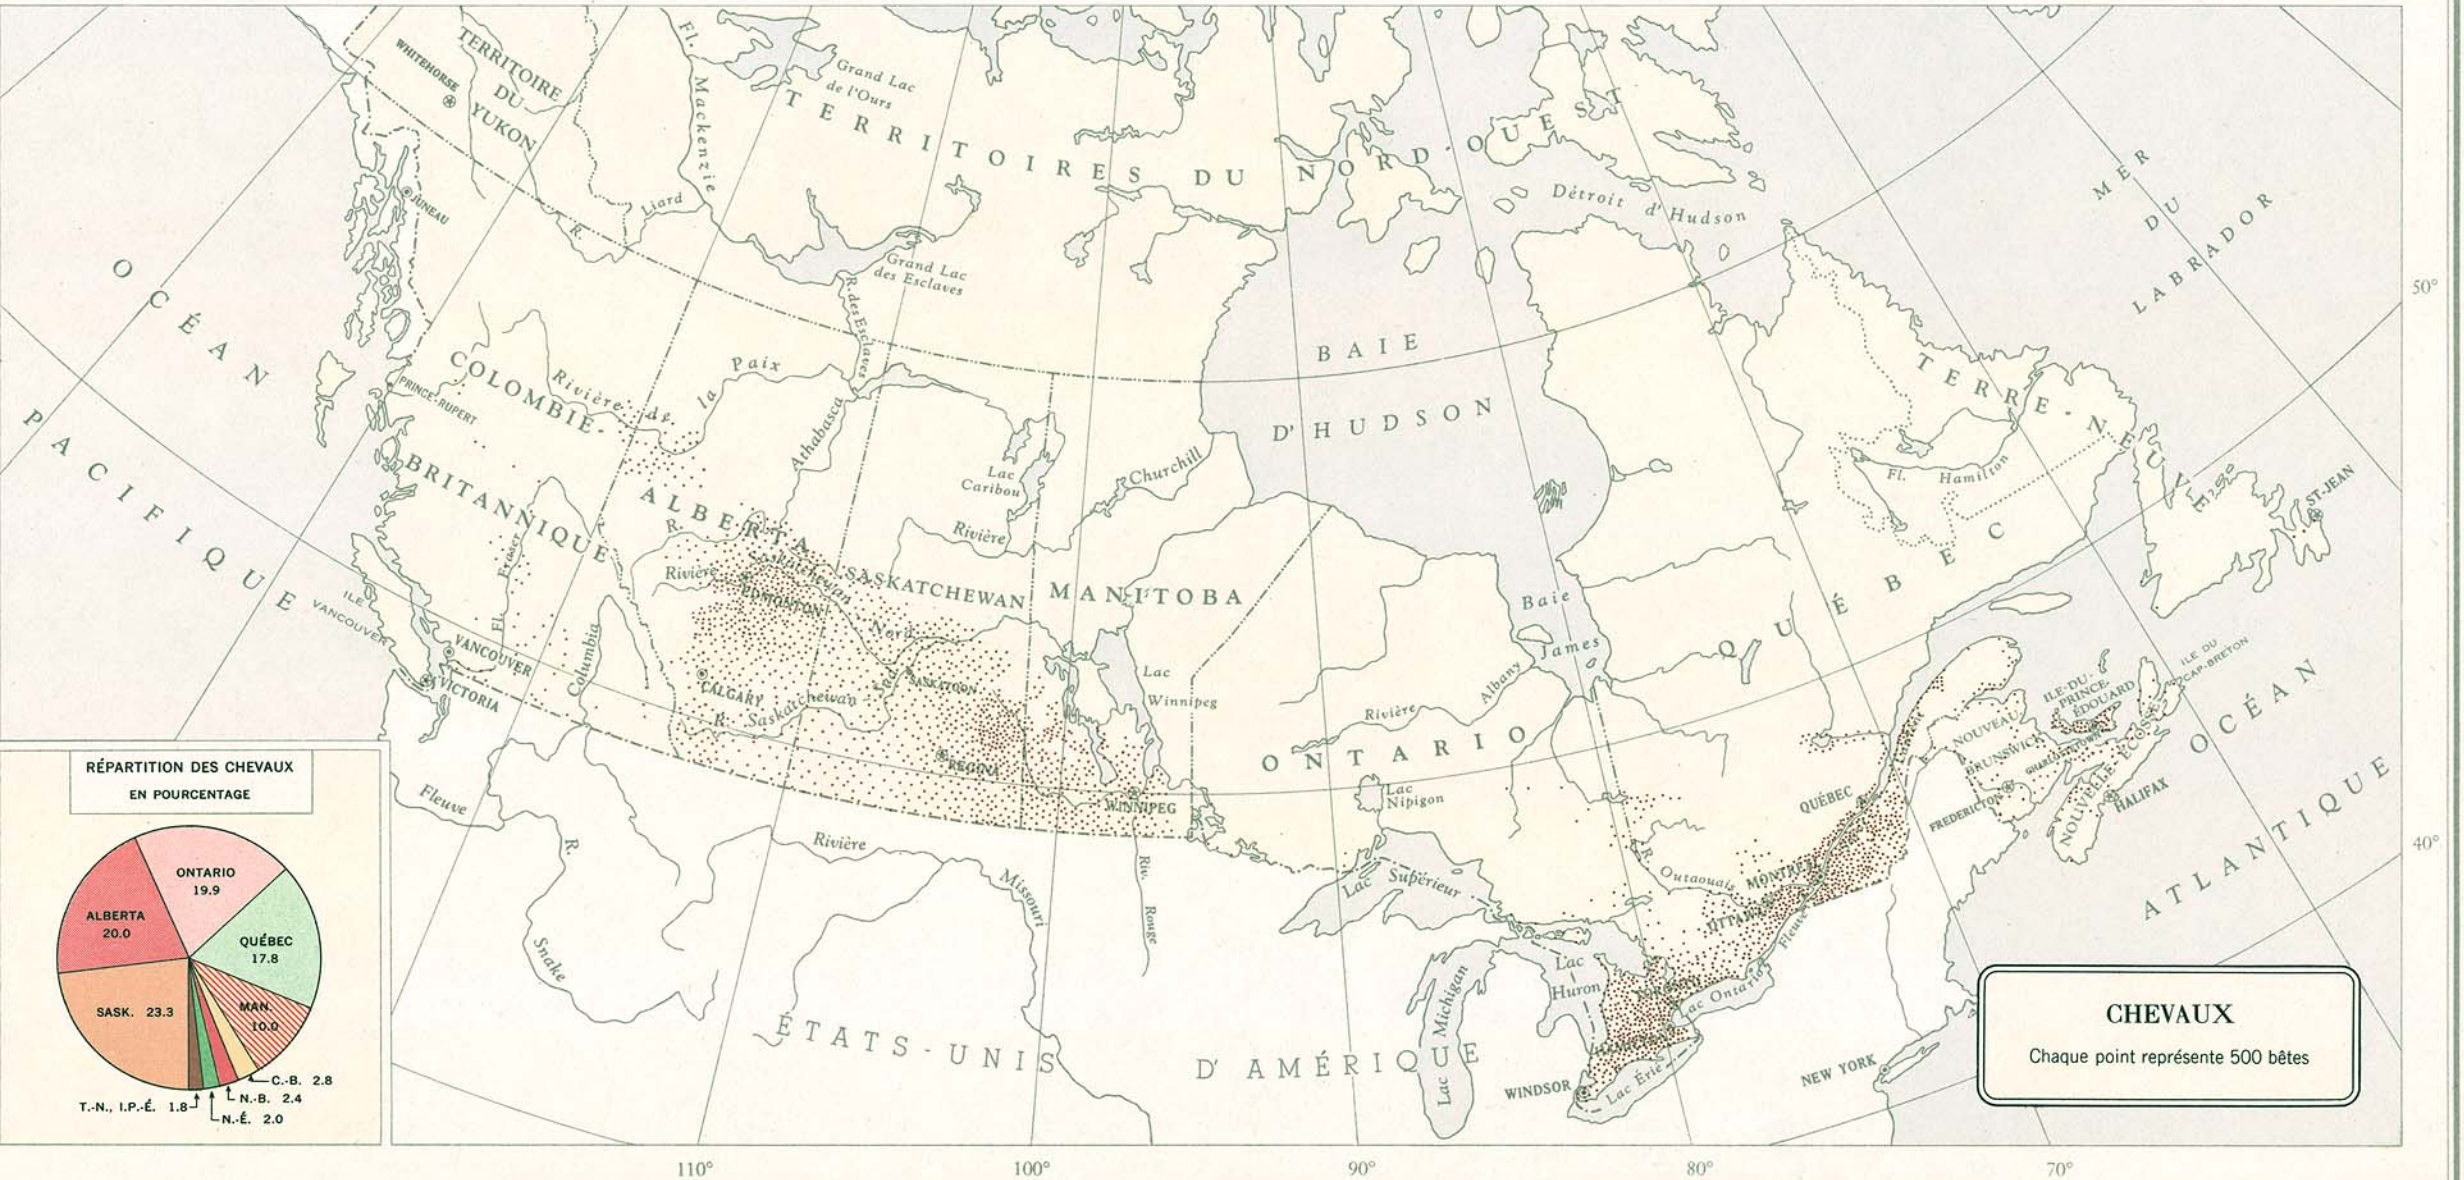 TERRITOIRE
DU
YUKON
WHITEHORSE
Fl. Mackenzie
Grand Lac
de l'Ours
TERRITOIRES DU NORD-OUEST
Détroit d'Hudson
MER
DU
LABRADOR
JUNEAU
Liard
R.
Grand Lac
des Esclaves
R. des Esclaves
OCÉAN
PACIFIQUE
50°
BAIE
D'HUDSON
COLOMBIE-
BRITANNIQUE
PRINCE-RUPERT
Rivière de la Paix
Athabasca
Lac
Caribou
Churchill
Rivière
TERRE-NEUVE
Fl. Hamilton
ST-JEAN
ALBERTA
R.
Rivière
Saskatchewan
Nord
EDMONTON
SASKATCHEWAN
MANITOBA
Fl. Fraser
ILE
VANCOUVER
VANCOUVER
VICTORIA
Columbia
CALGARY
R. Saskatchewan Sud
SASKATOON
REGINA
WINNIPEG
Lac
Winnipeg
Baie
James
Albany
Rivière
ONTARIO
Lac
Nipigon
QUÉBEC
ILE DU
CAP-BRETON
ILE-DU-
PRINCE-
ÉDOUARD
CHARLOTTETOWN
NOUVEAU
BRUNSWICK
NOUVELLE-ÉCOSSE
FREDERICTON
HALIFAX
QUÉBEC
MONTRÉAL
OTTAWA
R.
Outaouais
Fleuve
OCÉAN
ATLANTIQUE
40°
Fleuve
R.
Snake
Rivière
Missouri
Riv.
Rouge
Lac Supérieur
Lac Michigan
Lac
Huron
TORONTO
HAMILTON
Lac Ontario
Lac Érie
WINDSOR
NEW YORK
ÉTATS-UNIS D'AMÉRIQUE
RÉPARTITION DES CHEVAUX
EN POURCENTAGE
ONTARIO
19.9
ALBERTA
20.0
QUÉBEC
17.8
SASK. 23.3
MAN.
10.0
C.-B. 2.8
N.-B. 2.4
T.-N., I.P.-É. 1.8
N.-É. 2.0
CHEVAUX
Chaque point représente 500 bêtes
110°
100°
90°
80°
70°